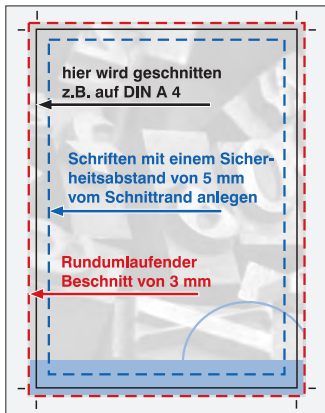 hier wird geschnitten
z.B. auf DIN A 4
Schriften mit einem Sicher-
heitsabstand von 5 mm
vom Schnittrand anlegen
Rundumlaufender
Beschnitt von 3 mm